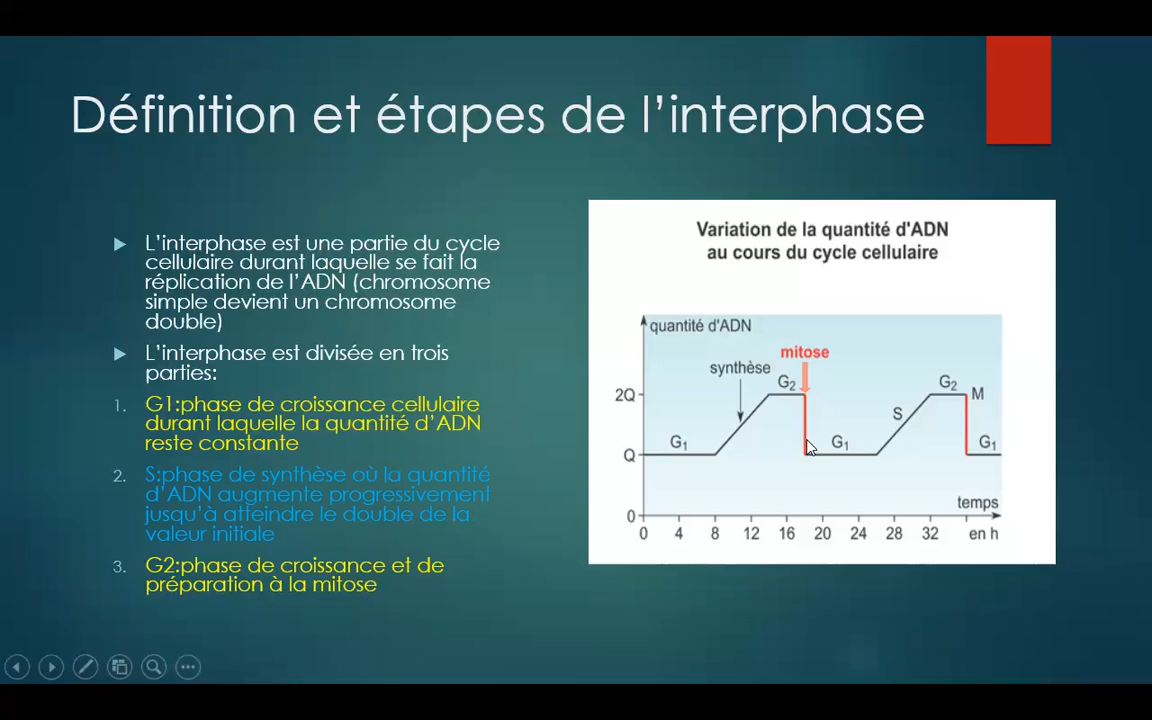 Définition et étapes de l'interphase
L'interphase est une partie du cycle
cellulaire durant laquelle se fait la
réplication de l'ADN (chromosome
simple devient un chromosome
double)
L'interphase est divisée en trois
parties:
1. G1:phase de croissance cellulaire
durant laquelle la quantité d'ADN
reste constante
2. S:phase de synthèse où la quantité
d'ADN augmente progressivement
jusqu'à atteindre le double de la
valeur initiale
3. G2:phase de croissance et de
préparation à la mitose
Variation de la quantité d'ADN
au cours du cycle cellulaire
quantité d'ADN
mitose
synthèse
G2 G2
2Q M
S
G1 G1 G1
Q
temps
0
0 4 8 12 16 20 24 28 32 en h